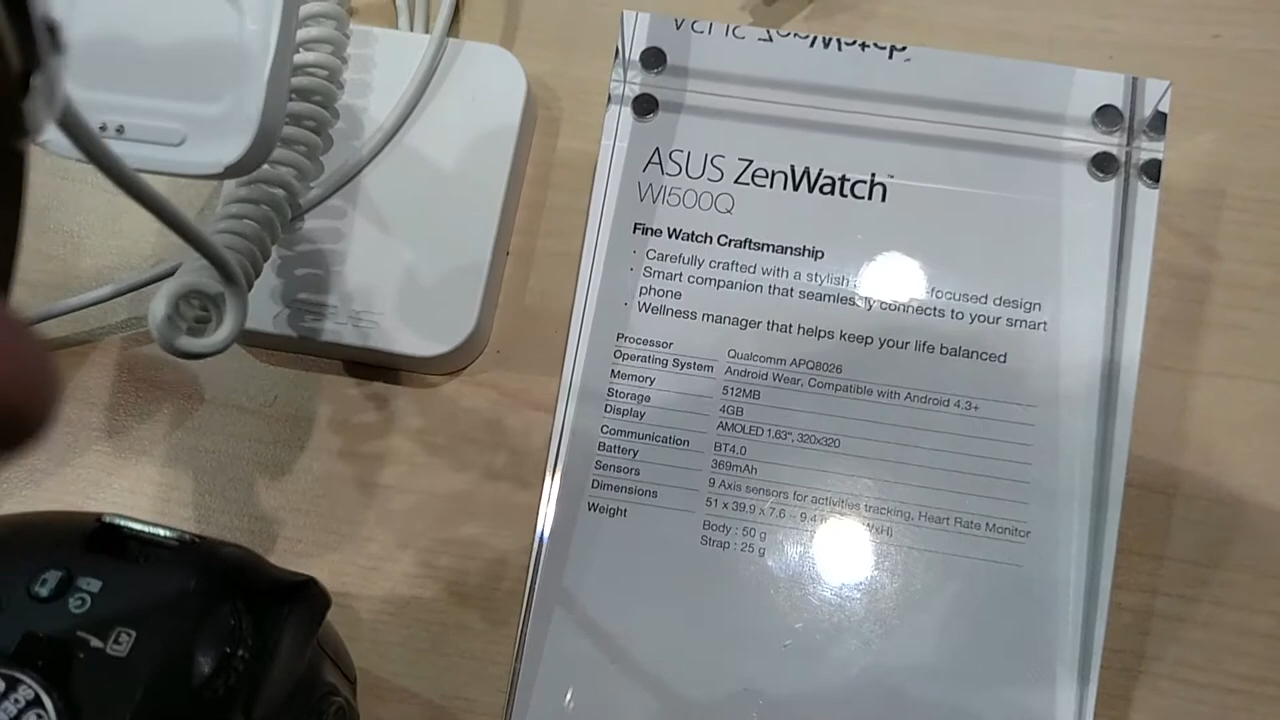 ASUS ZenWatch™
WI500Q
Fine Watch Craftsmanship
· Carefully crafted with a stylish focused design
· Smart companion that seamlessly connects to your smart
phone
· Wellness manager that helps keep your life balanced
Processor Qualcomm APQ8026
Operating System Android Wear, Compatible with Android 4.3+
Memory 512MB
Storage 4GB
Display AMOLED 1.63", 320x320
Communication BT4.0
Battery 369mAh
Sensors 9 Axis sensors for activities tracking, Heart Rate Monitor
Dimensions 51 x 39.9 x 7.6 ~ 9.4
Weight Body : 50 g
Strap : 25 g
ASUS